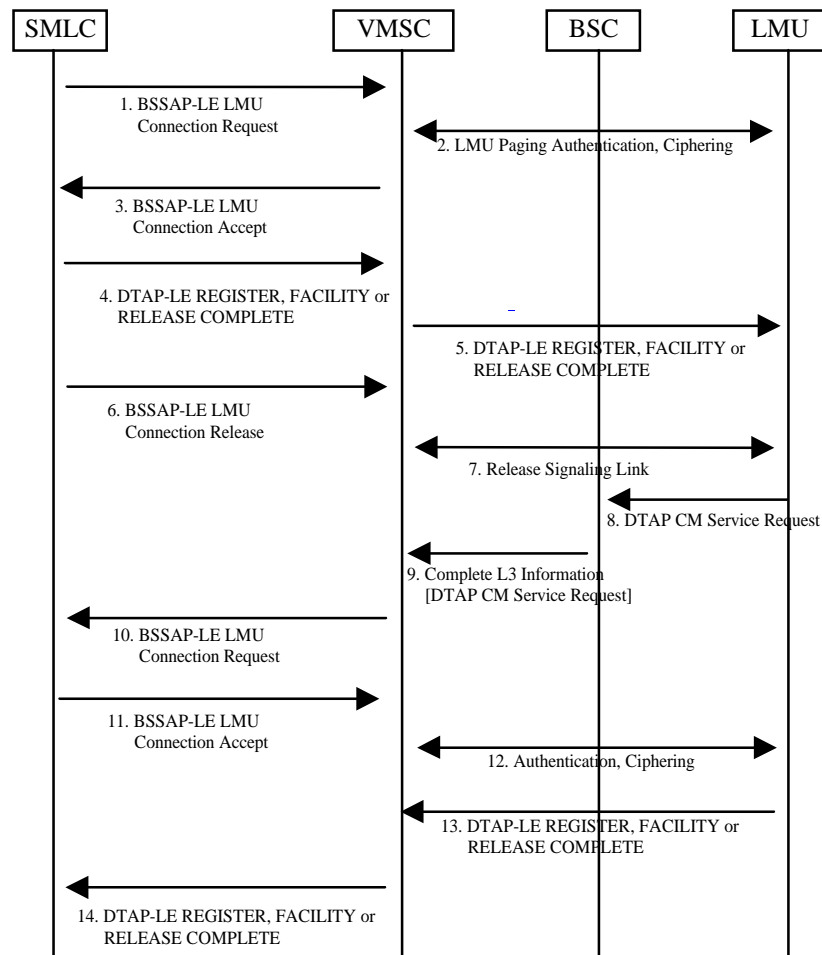 SMLC
VMSC
BSC
LMU
1. BSSAP-LE LMU
Connection Request
2. LMU Paging Authentication, Ciphering
3. BSSAP-LE LMU
Connection Accept
4. DTAP-LE REGISTER, FACILITY or
RELEASE COMPLETE
5. DTAP-LE REGISTER, FACILITY or
RELEASE COMPLETE
6. BSSAP-LE LMU
Connection Release
7. Release Signaling Link
8. DTAP CM Service Request
9. Complete L3 Information
[DTAP CM Service Request]
10. BSSAP-LE LMU
Connection Request
11. BSSAP-LE LMU
Connection Accept
12. Authentication, Ciphering
13. DTAP-LE REGISTER, FACILITY or
RELEASE COMPLETE
14. DTAP-LE REGISTER, FACILITY or
RELEASE COMPLETE